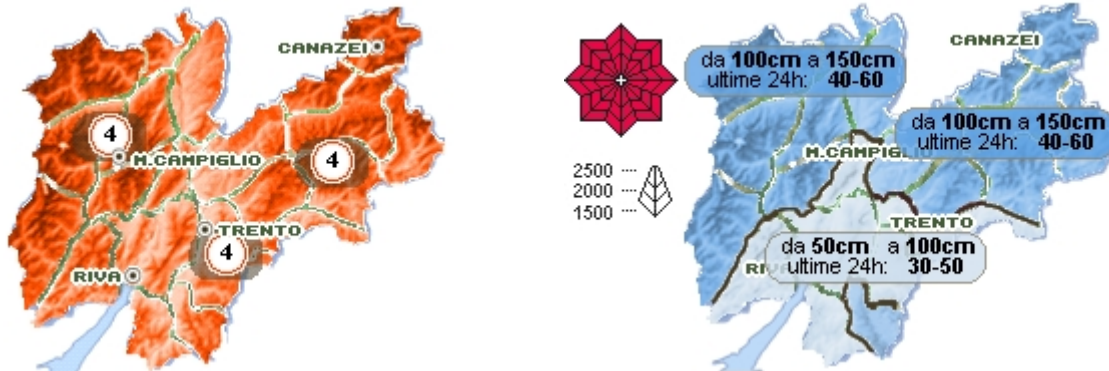 CANAZEI
4
M.CAMPIGLIO
4
TRENTO
4
RIVA
da 100cm a 150cm
ultime 24h: 40-60
CANAZEI
da 100cm a 150cm
ultime 24h: 40-60
2500 ---
2000 ---
1500 ---
TRENTO
da 50cm a 100cm
ultime 24h: 30-50